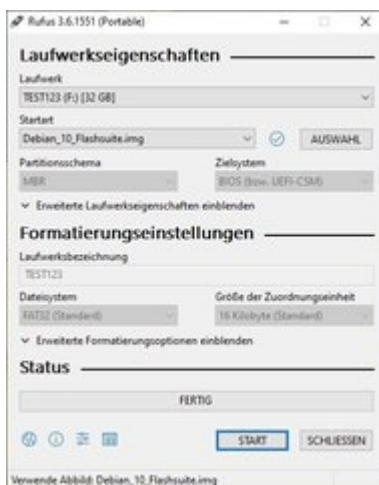 Rufus 3.6.1551 (Portable)
Laufwerkseigenschaften
Laufwerk
TEST123 (F:) [32 GB]
Startart
Debian_10_Flashsuite.img
AUSWAHL
Partitionsschema
Zielsystem
MBR
BIOS (bzw. UEFI-CSM)
Erweiterte Laufwerkseigenschaften einblenden
Formatierungseinstellungen
Laufwerksbezeichnung
TEST123
Dateisystem
Größe der Zuordnungseinheit
FAT32 (Standard)
16 Kilobyte (Standard)
Erweiterte Formatierungsoptionen einblenden
Status
FERTIG
START
SCHLIESSEN
Verwende Abbild: Debian_10_Flashsuite.img